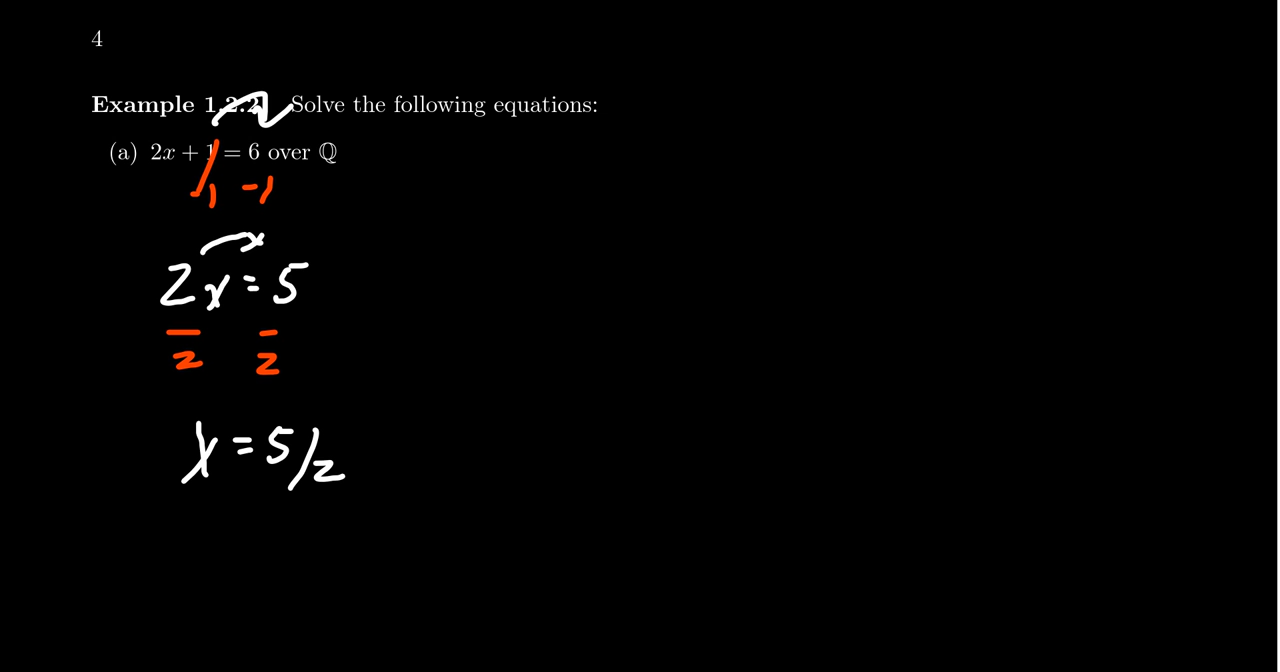 4
Example 1.2.2. Solve the following equations:
(a) 2x + 1 = 6 over ℚ
-1 -1
2x = 5
2 2
x = 5/2